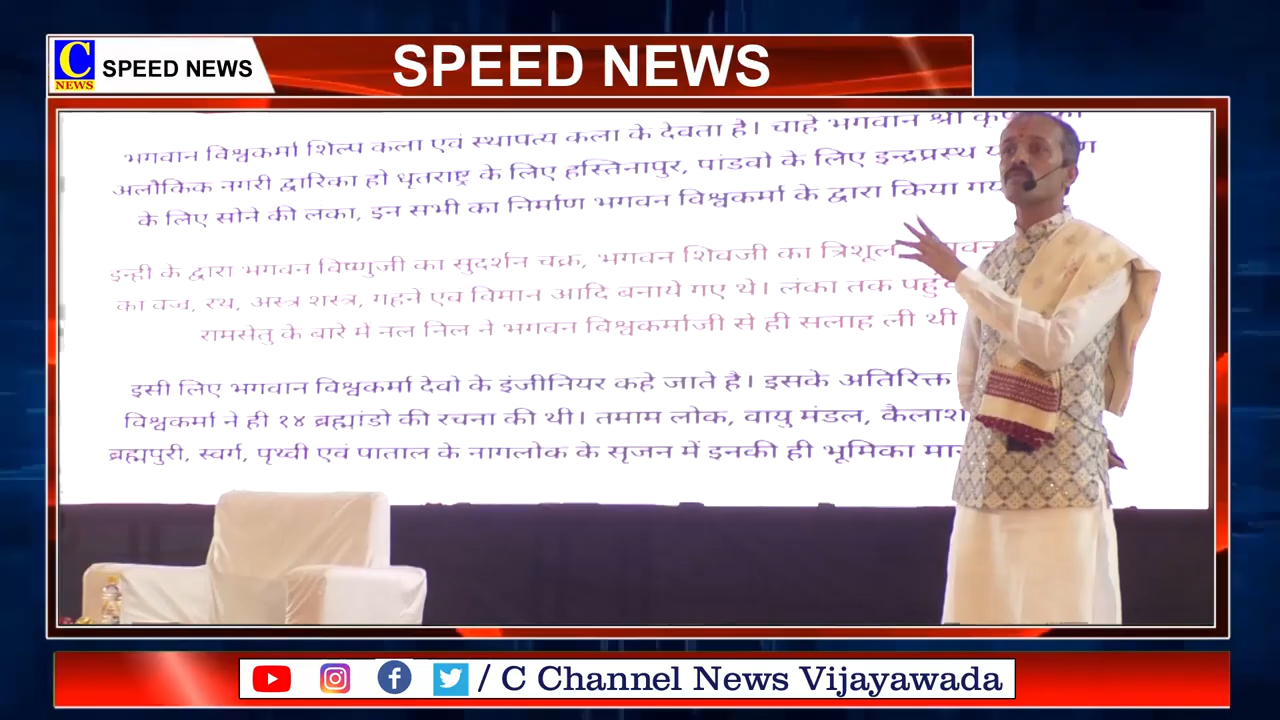 C
NEWS
SPEED NEWS
SPEED NEWS
भगवान विश्वकर्मा शिल्प कला एवं स्थापत्य कला के देवता है। चाहे भगवान श्री
अलौकिक नगरी द्वारिका हो धृतराष्ट्र के लिए हस्तिनापुर, पांडवो के लिए इन्द्रप्रस्थ
के लिए सोने की लका, इन सभी का निर्माण भगवन विश्वकर्मा के द्वारा किया
इन्ही के द्वारा भगवन विष्णुजी का सुदर्शन चक्र, भगवन शिवजी का त्रिशूल
का वज्र, रथ, अस्त्र शस्त्र, गहने एव विमान आदि बनाये गए थे। लंका तक
रामसेतु के बारे मे नल निल ने भगवन विश्वकर्माजी से ही सलाह ली थी
इसी लिए भगवान विश्वकर्मा देवो के इंजीनियर कहे जाते है। इसके अतिरिक्त
विश्वकर्मा ने ही १४ ब्रह्मांडो की रचना की थी। तमाम लोक, वायु मंडल, कैलाश
ब्रह्मपुरी, स्वर्ग, पृथ्वी एवं पाताल के नागलोक के सृजन में इनकी ही भूमिका
/ C Channel News Vijayawada